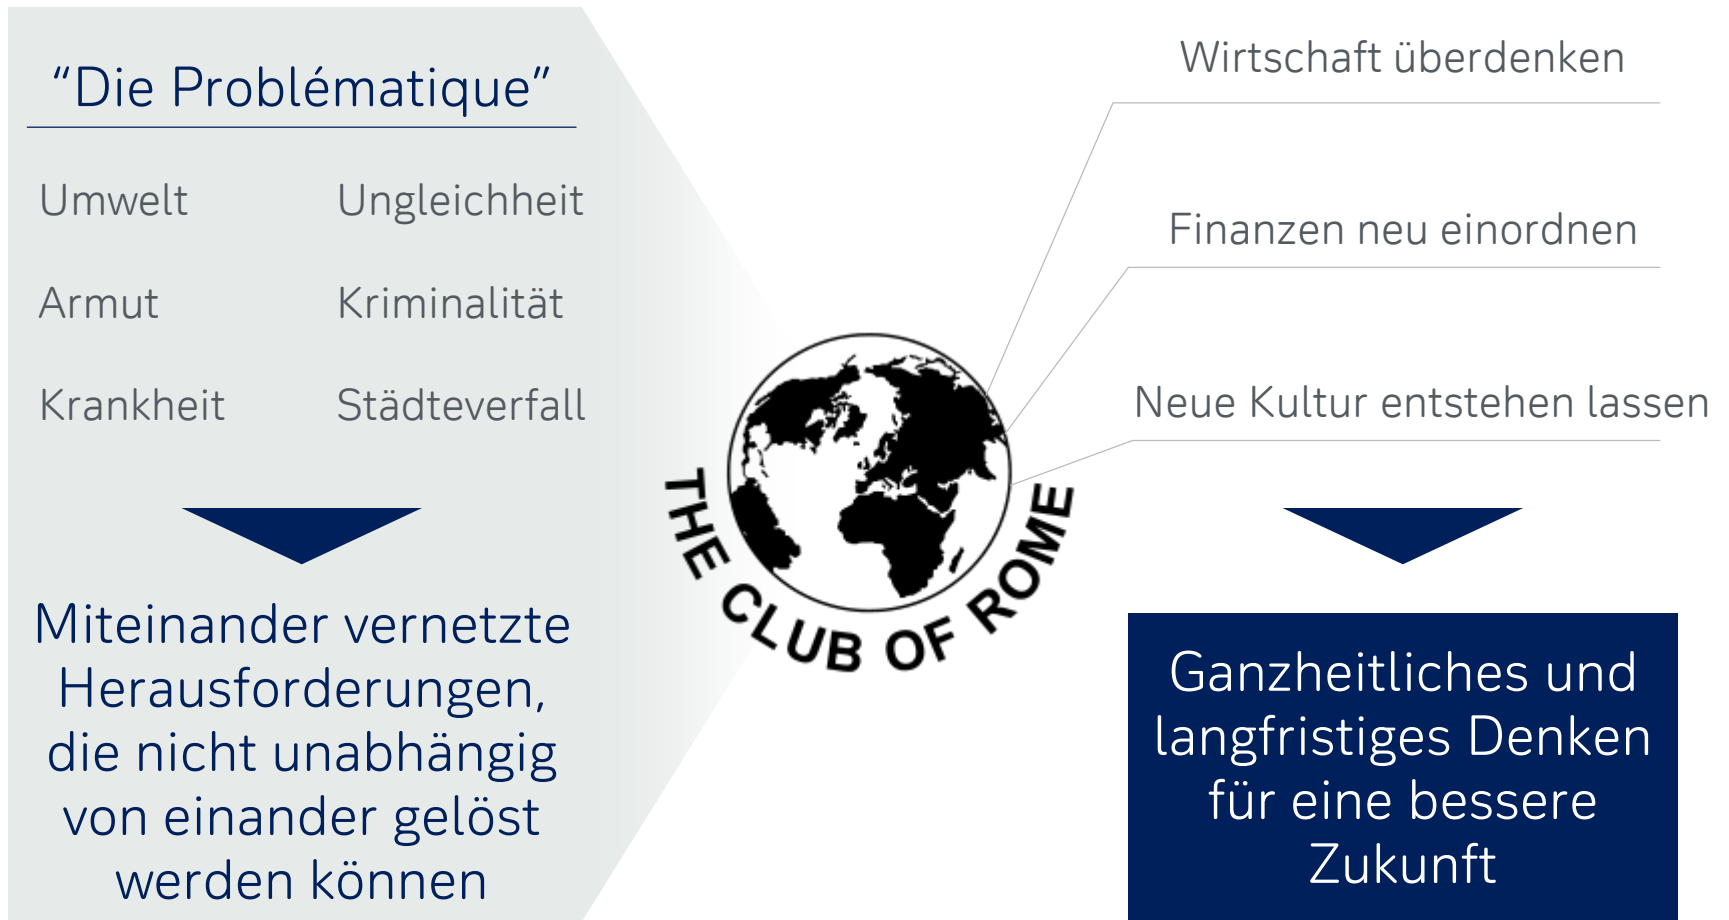 “Die Problématique”
Umwelt
Ungleichheit
Armut
Kriminalität
Krankheit
Städteverfall
Miteinander vernetzte
Herausforderungen,
die nicht unabhängig
von einander gelöst
werden können
THE CLUB OF ROME
Wirtschaft überdenken
Finanzen neu einordnen
Neue Kultur entstehen lassen
Ganzheitliches und
langfristiges Denken
für eine bessere
Zukunft